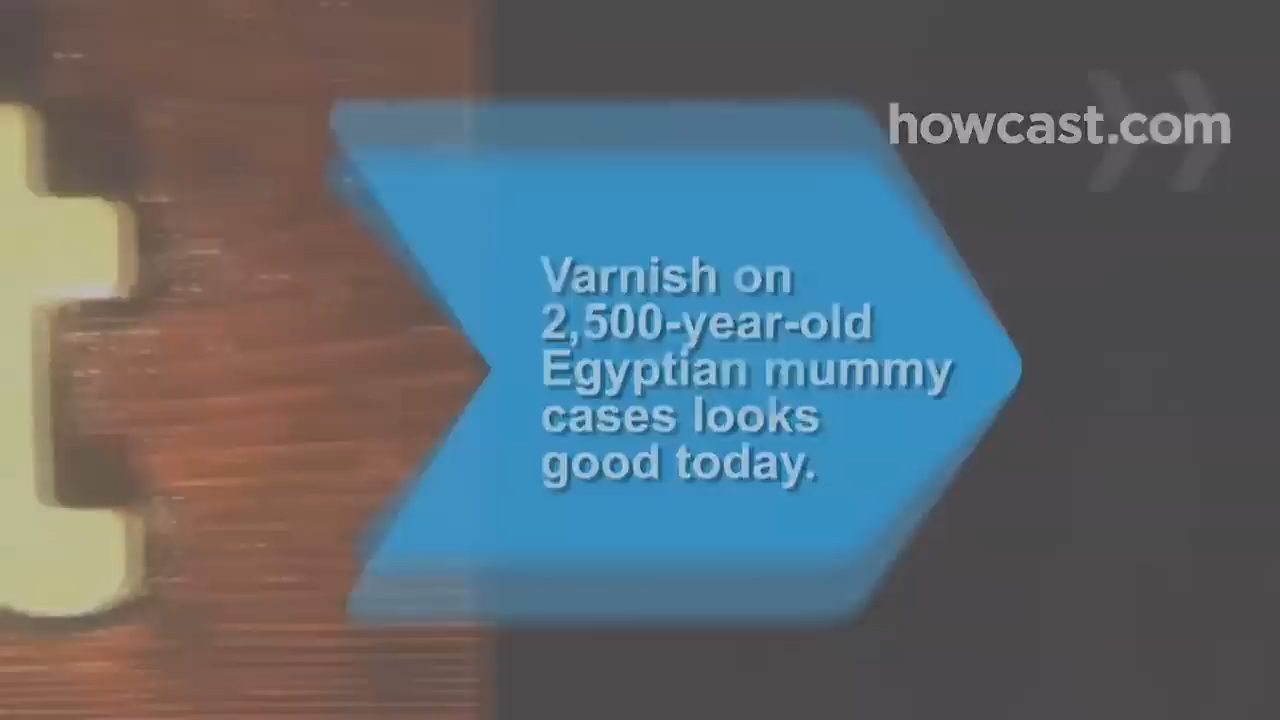 howcast.com
Varnish on
2,500-year-old
Egyptian mummy
cases looks
good today.